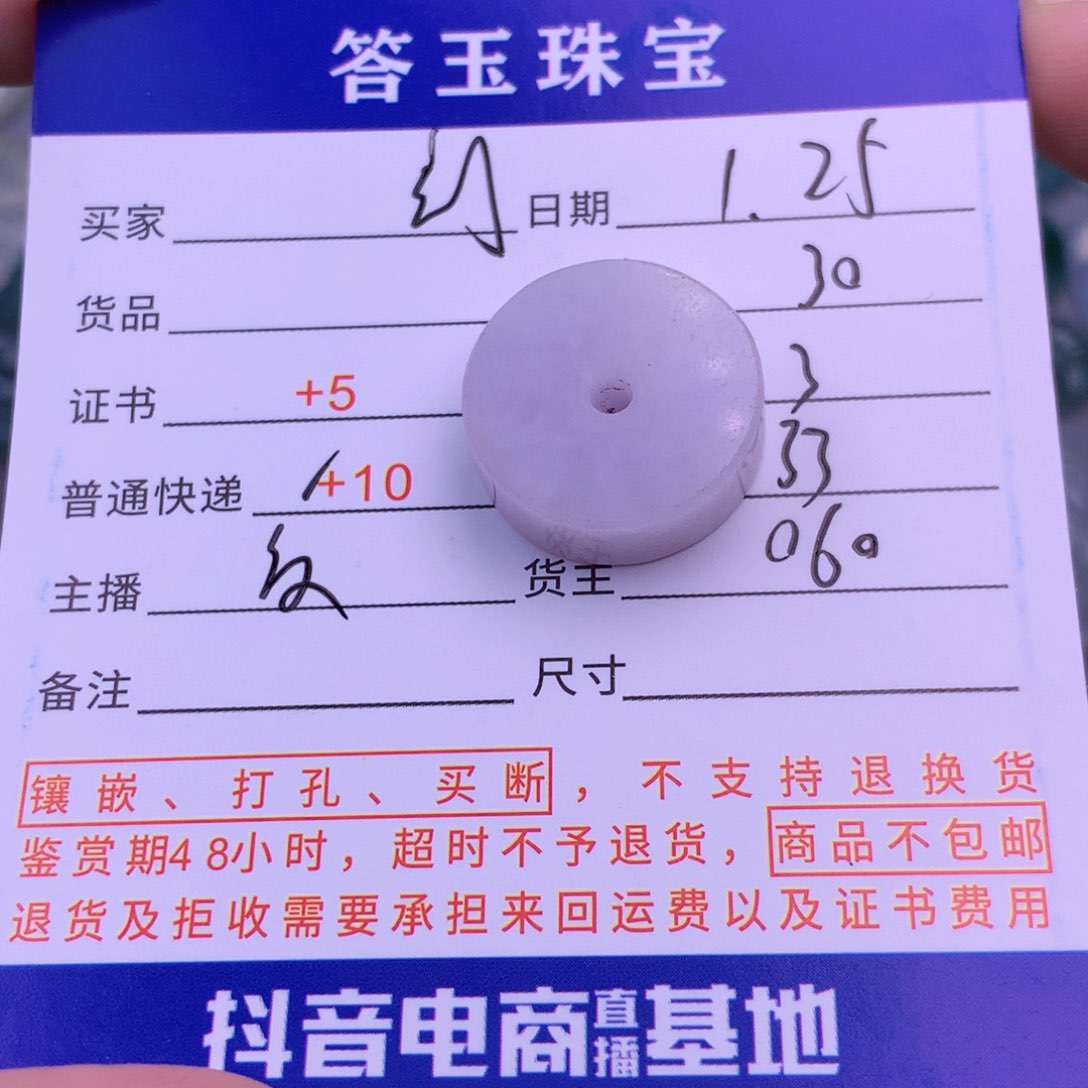 答玉珠宝
买家 日期 1.25
货品 30
证书 +5 3
普通快递 +10 33
主播 货主 060
备注 尺寸
镶嵌、打孔、买断，不支持退换货
鉴赏期48小时，超时不予退货，商品不包邮
退货及拒收需要承担来回运费以及证书费用
抖音电商直播基地